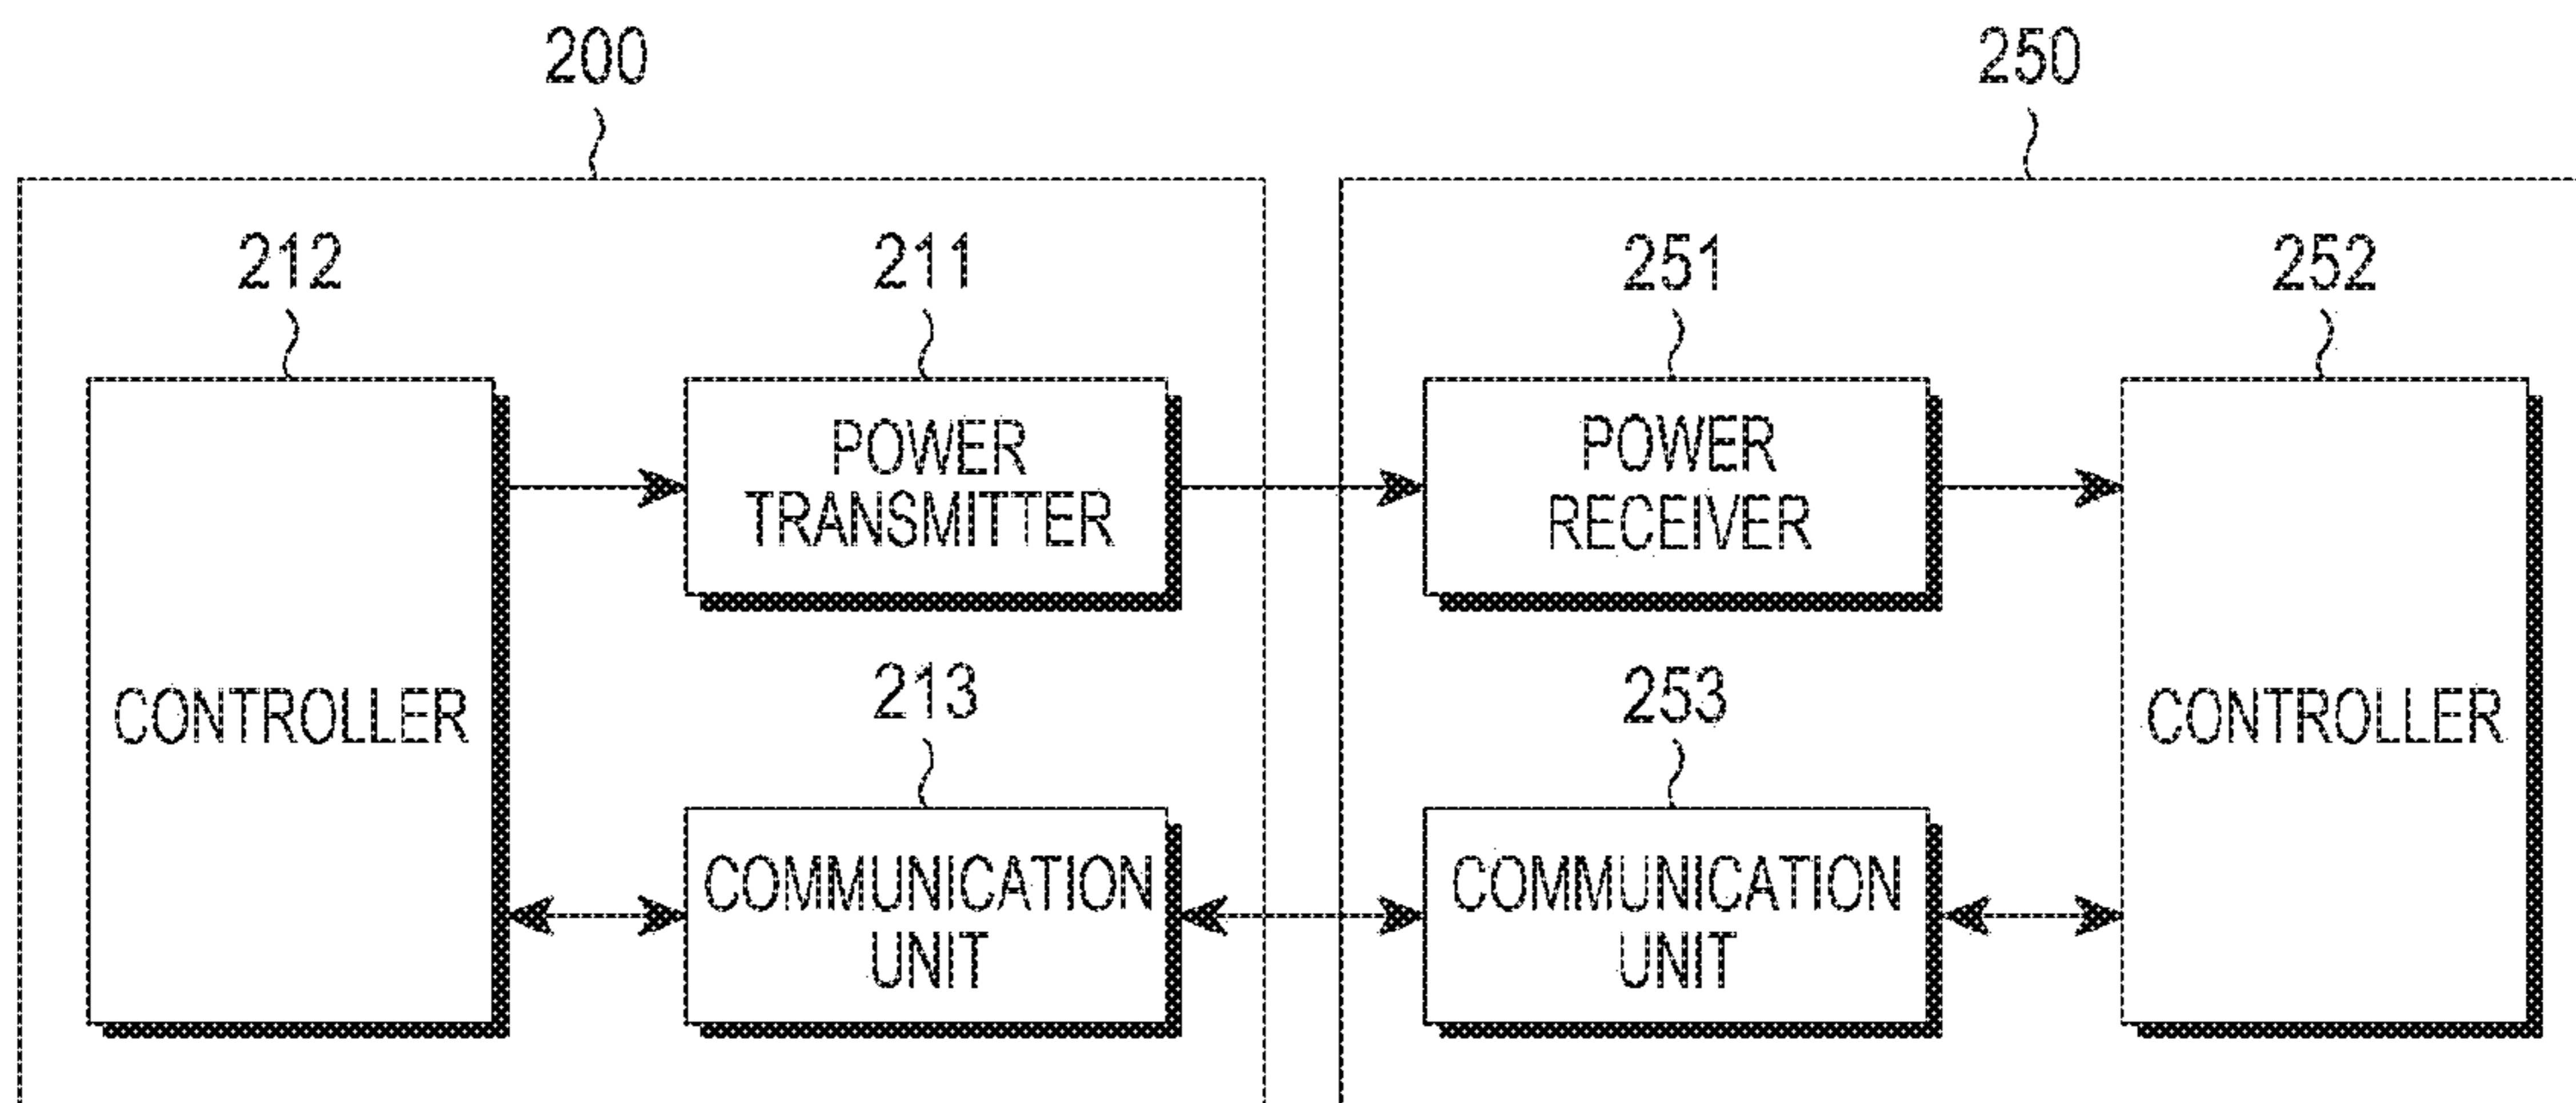 200
250
212
211
251
252
POWER
TRANSMITTER
POWER
RECEIVER
CONTROLLER
213
253
CONTROLLER
COMMUNICATION
UNIT
COMMUNICATION
UNIT